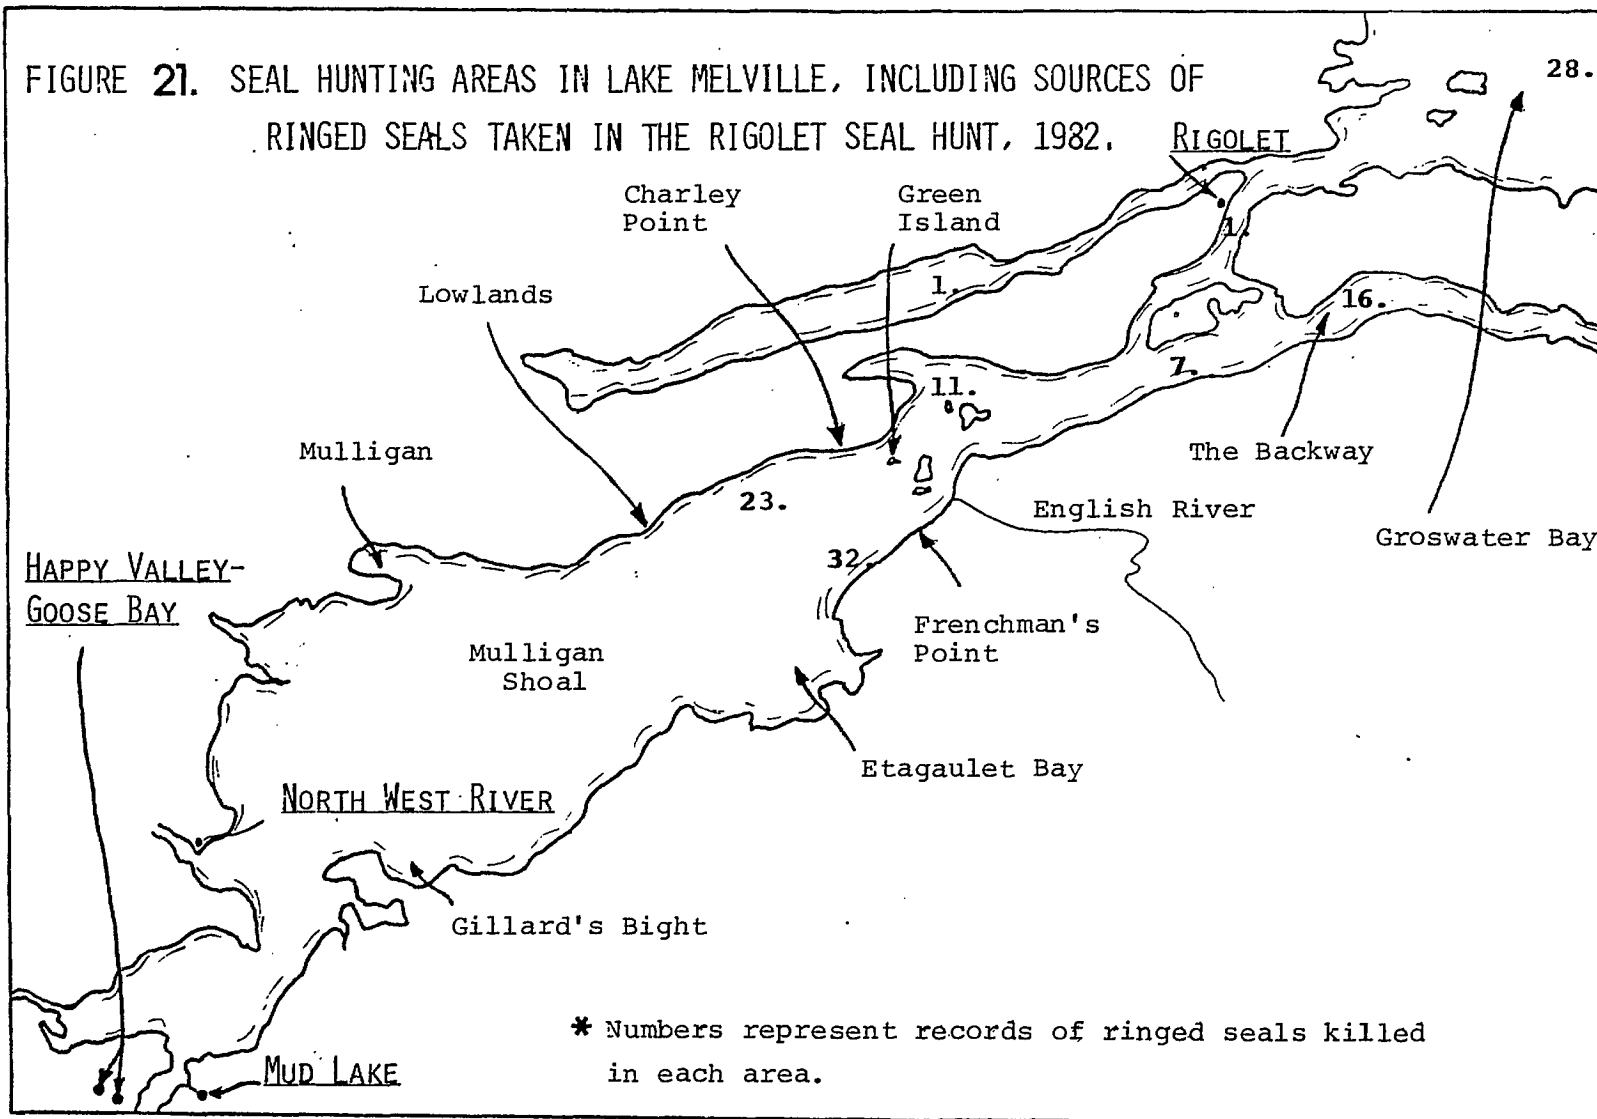 FIGURE 21. SEAL HUNTING AREAS IN LAKE MELVILLE, INCLUDING SOURCES OF
RINGED SEALS TAKEN IN THE RIGOLET SEAL HUNT, 1982.
28.
RIGOLET
Charley
Point
Green
Island
1.
Lowlands
1.
16.
7.
11.
Mulligan
The Backway
23.
English River
Groswater Bay
HAPPY VALLEY-
GOOSE BAY
32.
Frenchman's
Point
Mulligan
Shoal
Etagaulet Bay
NORTH WEST RIVER
Gillard's Bight
* Numbers represent records of ringed seals killed
in each area.
MUD LAKE